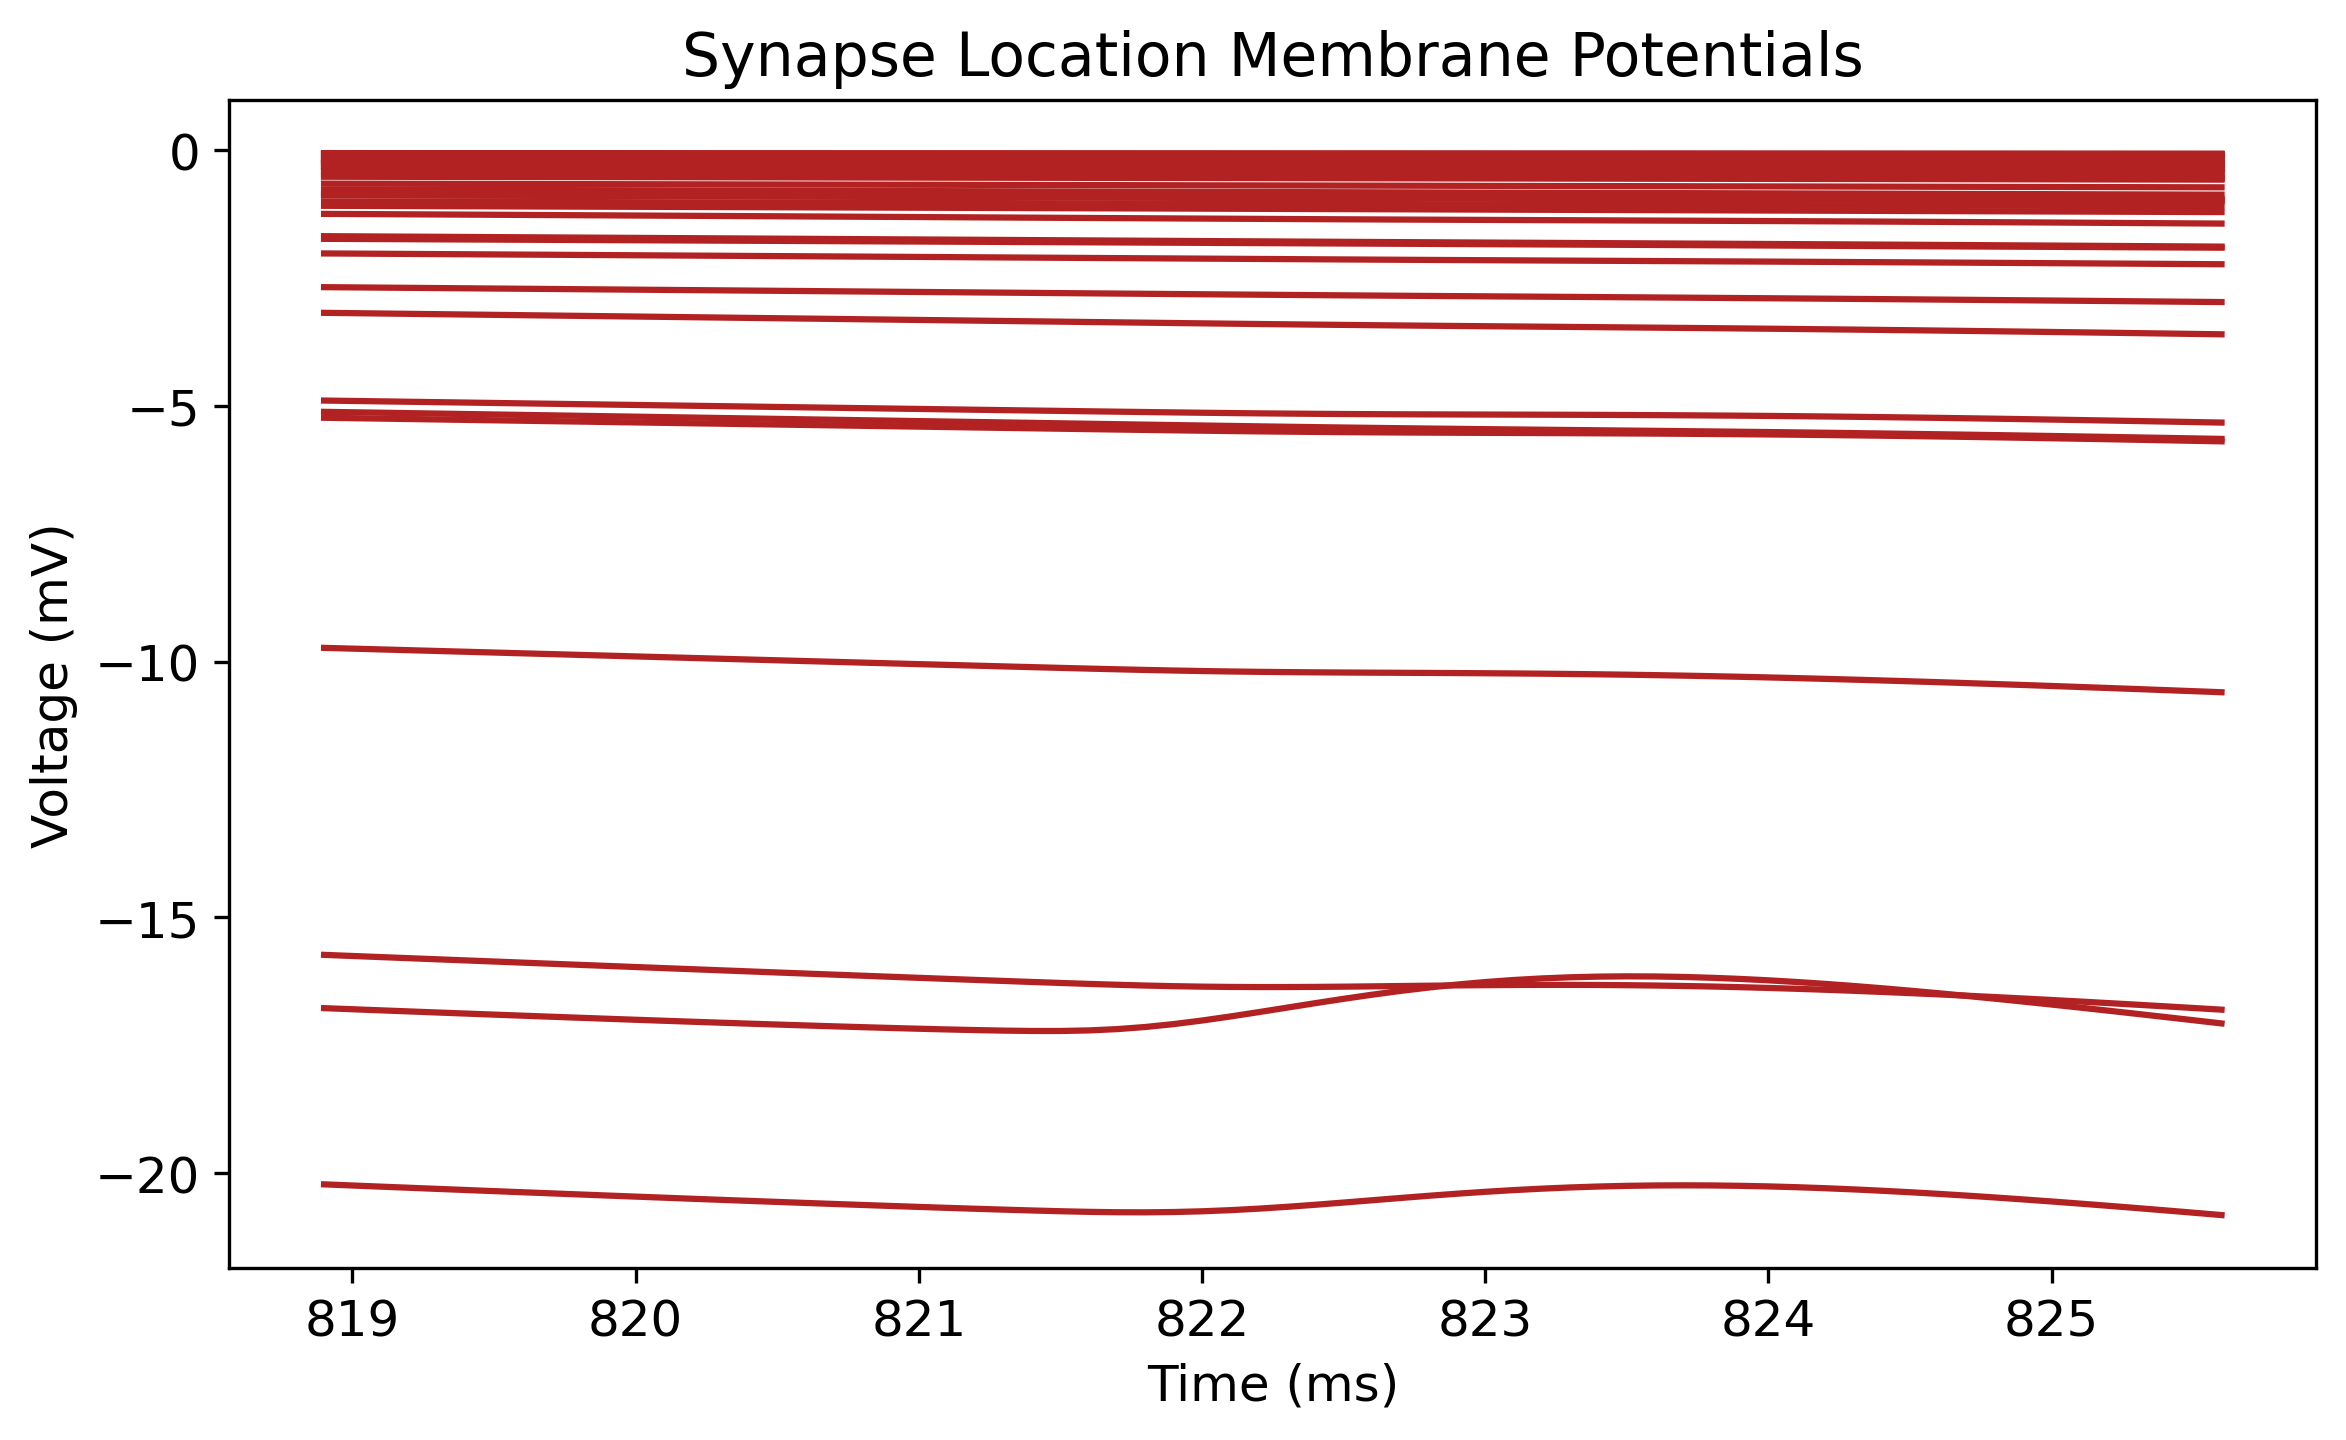 Synapse Location Membrane Potentials
Voltage (mV)
0
−5
−10
−15
−20
819 820 821 822 823 824 825
Time (ms)